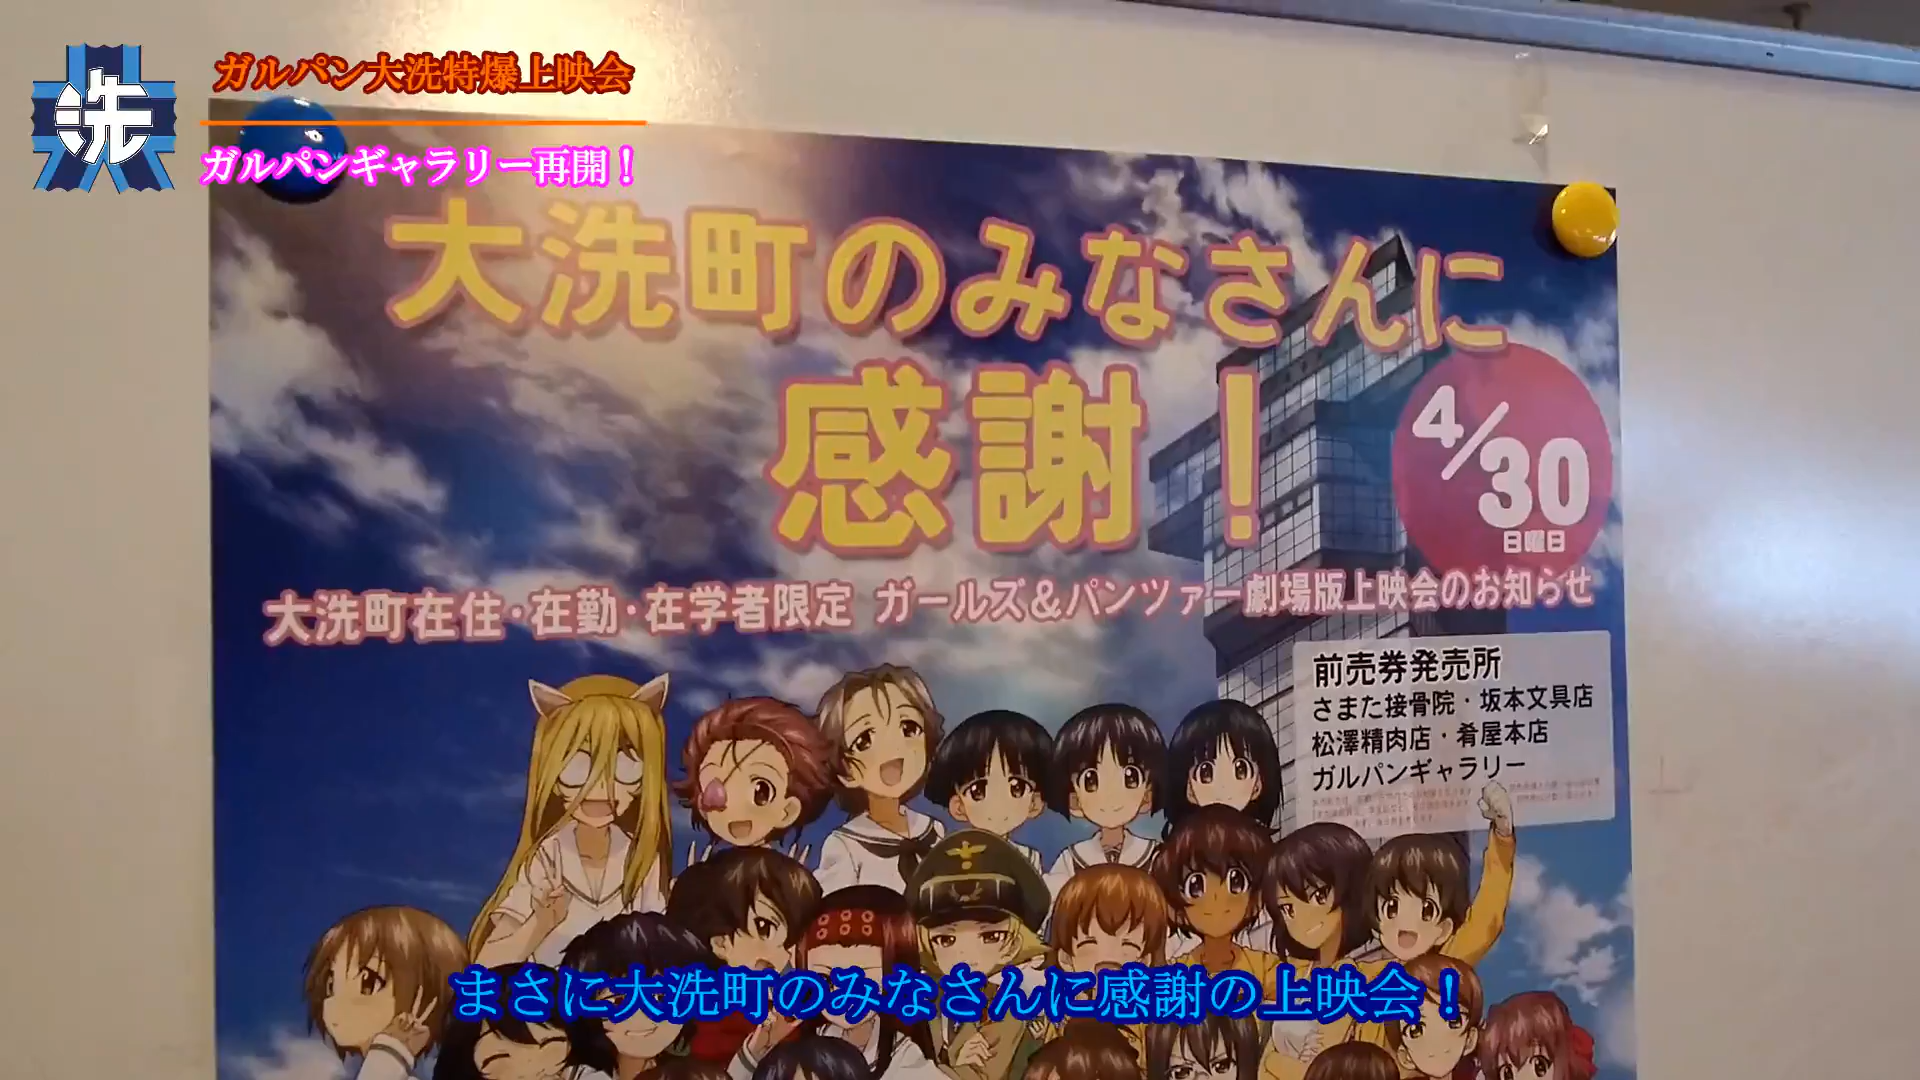 洗
ガルパン大洗特爆上映会
ガルパンギャラリー再開！
大洗町のみなさんに
感謝！
4/30
日曜日
大洗町在住・在勤・在学者限定 ガールズ＆パンツァー劇場版上映会のお知らせ
前売券発売所
さまた接骨院・坂本文具店
松澤精肉店・肴屋本店
ガルパンギャラリー
まさに大洗町のみなさんに感謝の上映会！